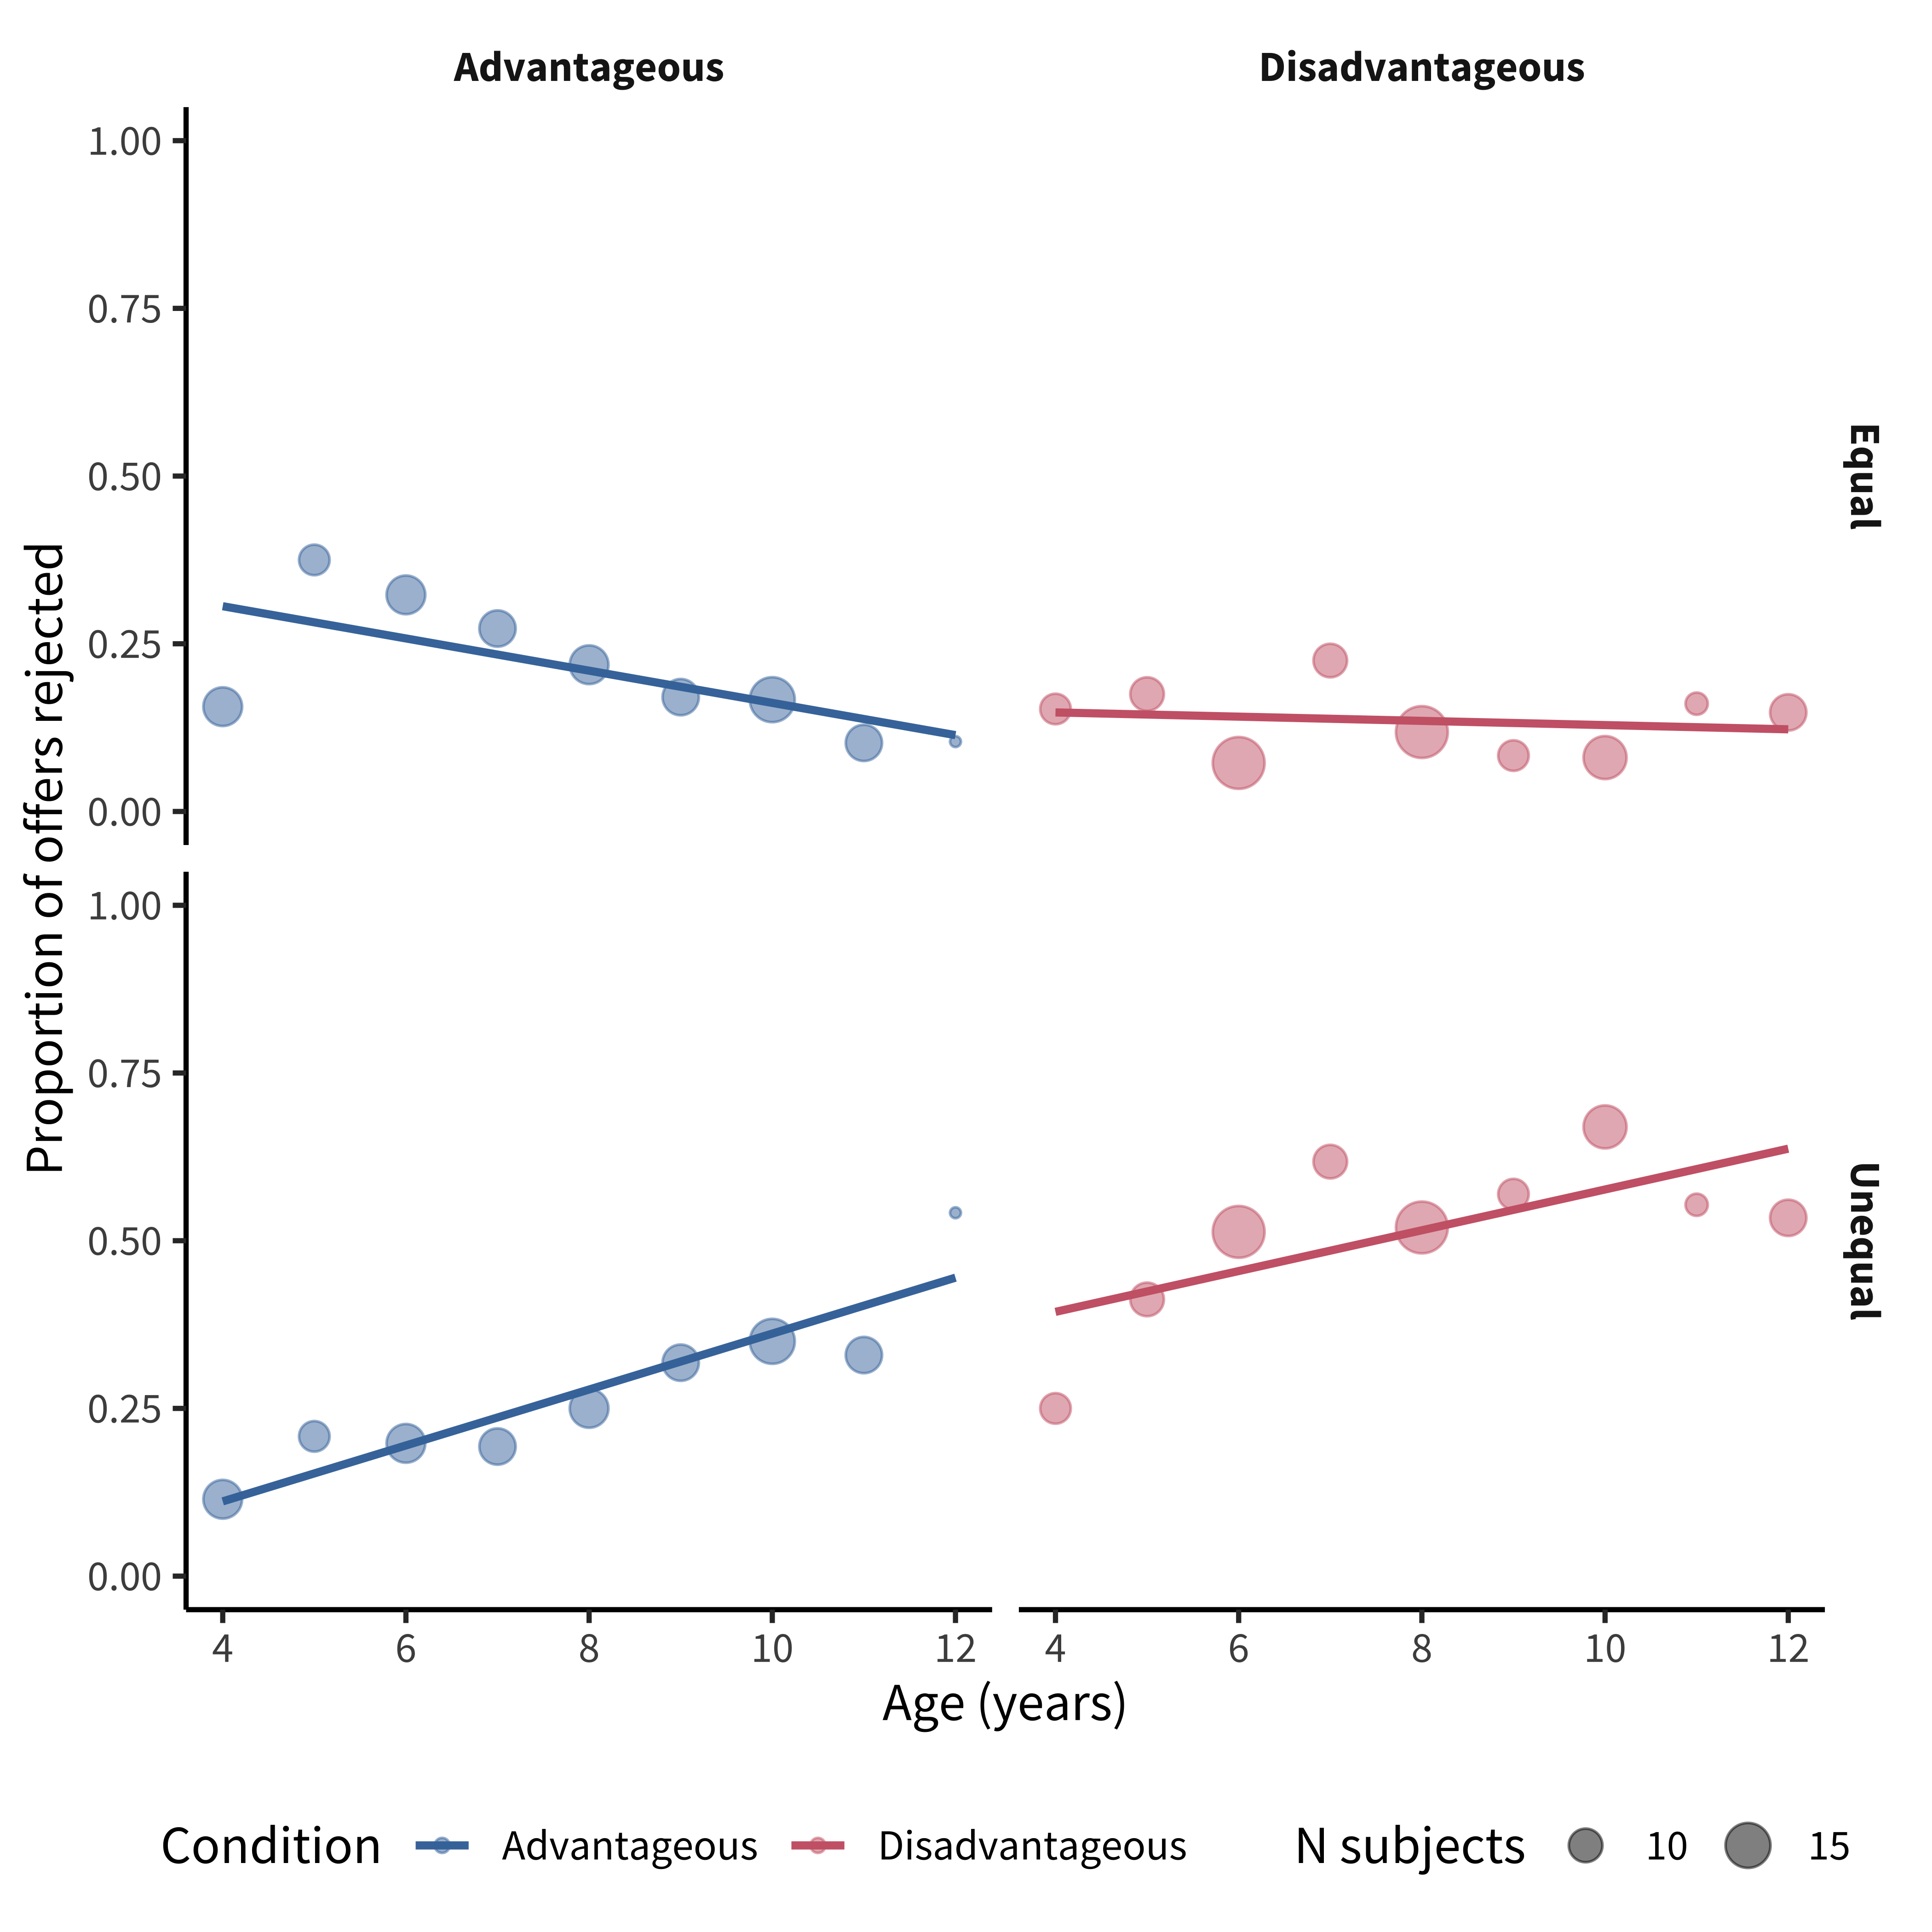 Advantageous
Disadvantageous
Proportion of offers rejected
1.00
0.75
0.50
0.25
0.00
Equal
1.00
0.75
0.50
0.25
0.00
Unequal
4 6 8 10 12 4 6 8 10 12
Age (years)
Condition Advantageous Disadvantageous N subjects 10 15